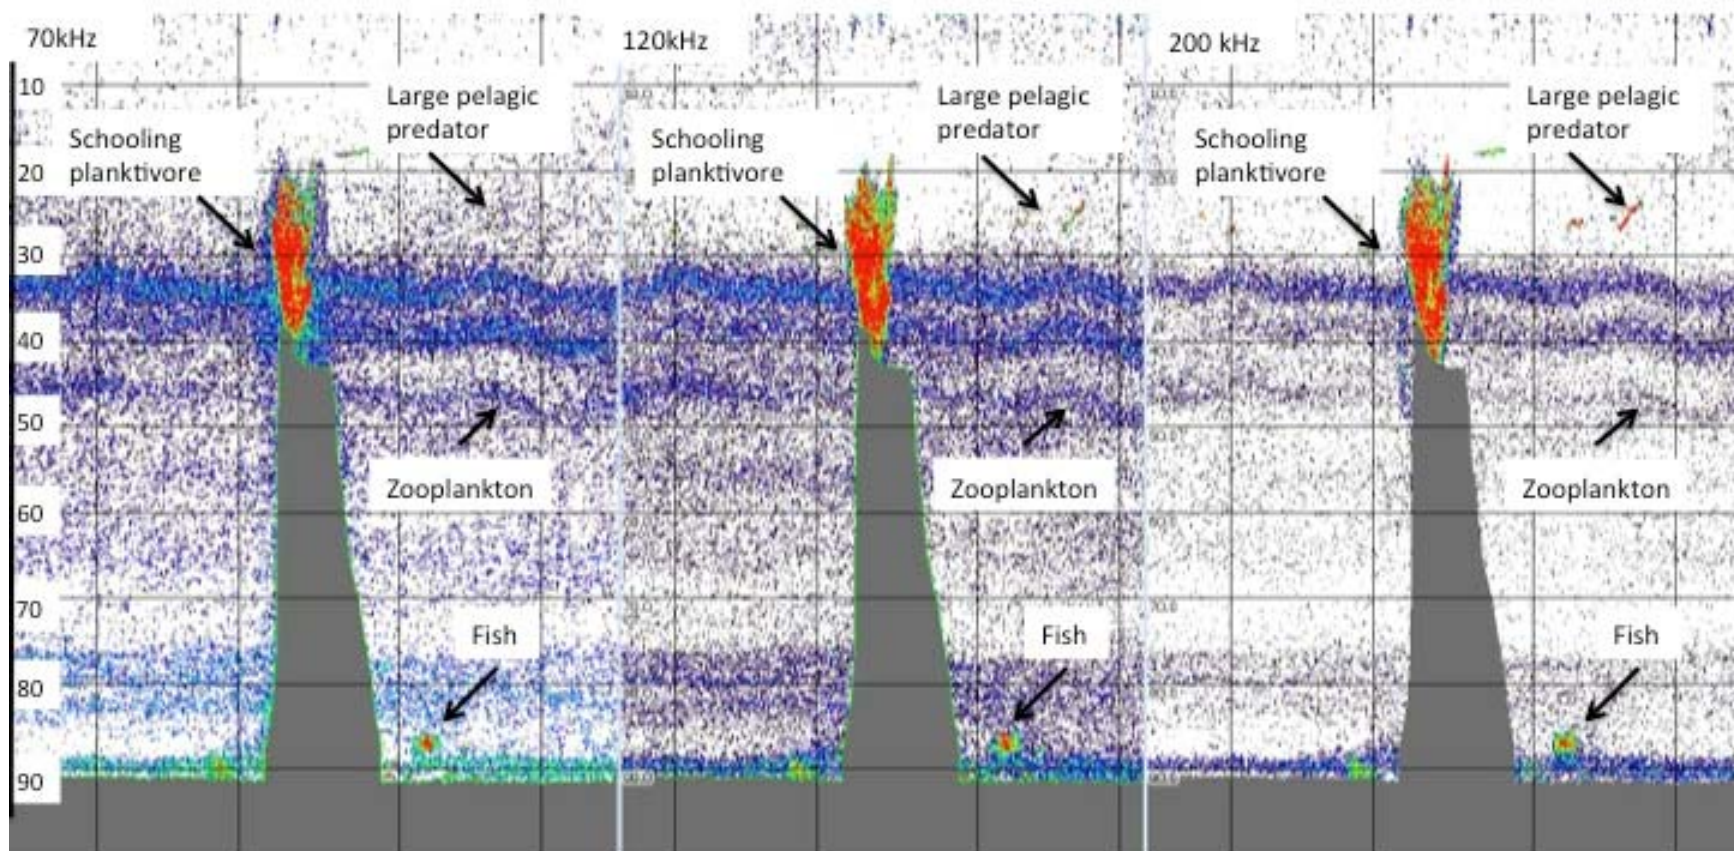 70kHz
120kHz
200 kHz
10
20
30
40
50
60
70
80
90
Large pelagic
predator
Schooling
planktivore
Zooplankton
Fish
Large pelagic
predator
Schooling
planktivore
Zooplankton
Fish
Large pelagic
predator
Schooling
planktivore
Zooplankton
Fish